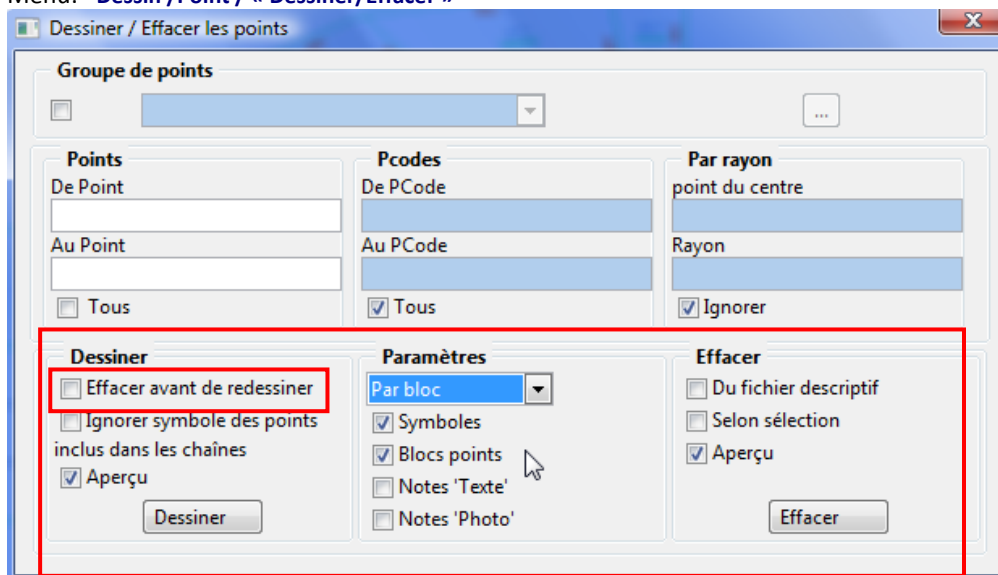 Menu: "Dessin /Point / « Dessiner/Effacer »"
Dessiner / Effacer les points
Groupe de points
...
Points
Pcodes
Par rayon
De Point
De PCode
point du centre
Au Point
Au PCode
Rayon
Tous
Tous
Ignorer
Dessiner
Paramètres
Effacer
Effacer avant de redessiner
Par bloc
Du fichier descriptif
Ignorer symbole des points
Symboles
Selon sélection
inclus dans les chaînes
Blocs points
Aperçu
Aperçu
Notes 'Texte'
Dessiner
Notes 'Photo'
Effacer